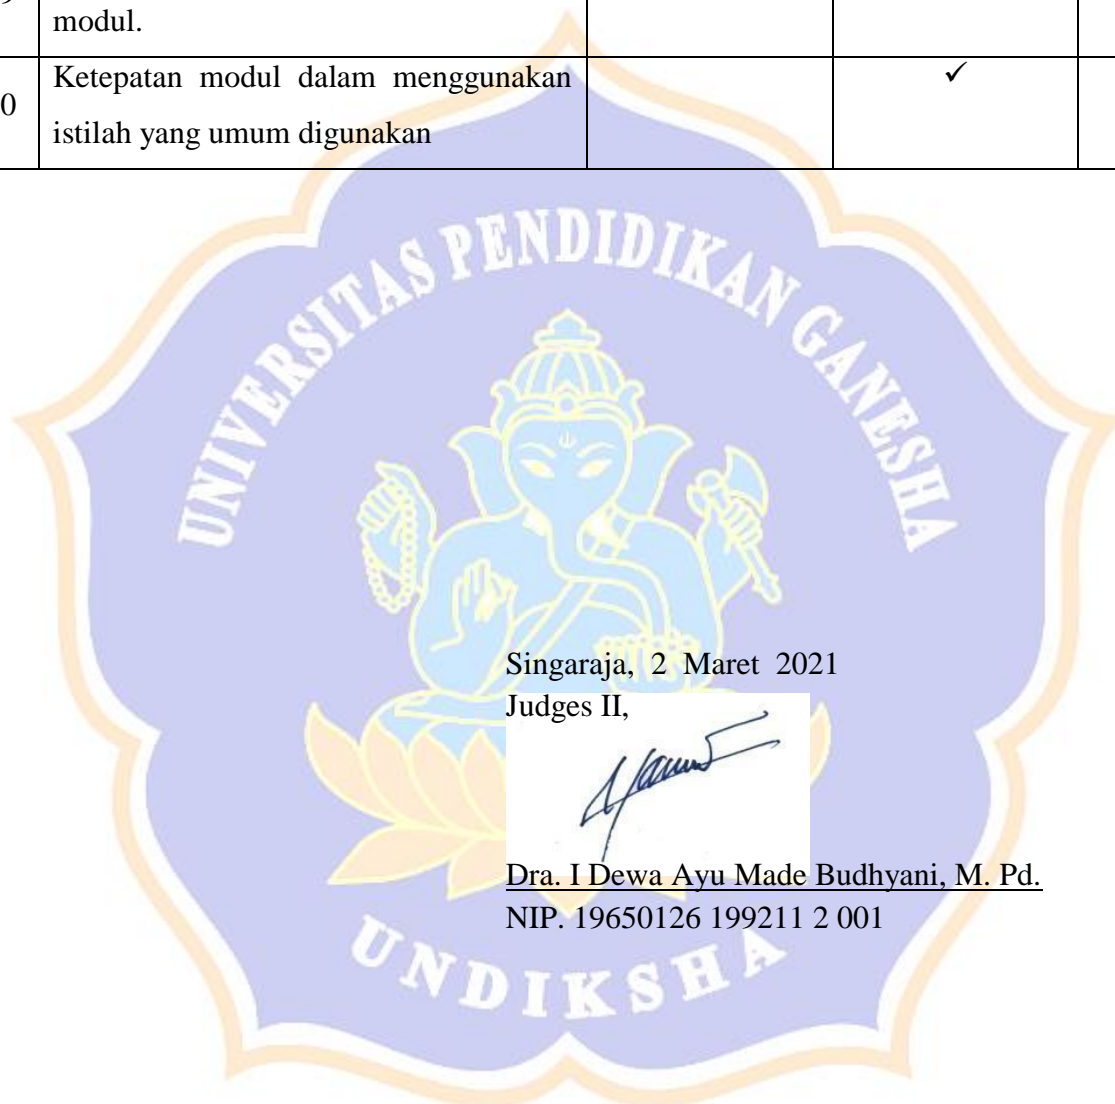 modul.
0 Ketepatan modul dalam menggunakan ✓
istilah yang umum digunakan
UNIVERSITAS PENDIDIKAN GANESHA
Singaraja, 2 Maret 2021
Judges II,
Dra. I Dewa Ayu Made Budhyani, M. Pd.
NIP. 19650126 199211 2 001
UNDIKSHA